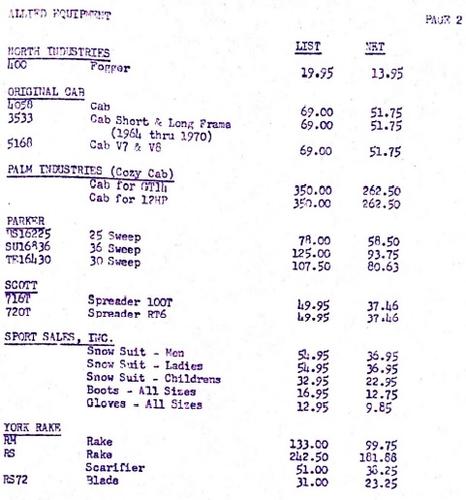 ALLIED EQUIPMENT PAGE 2
LIST NET
NORTH INDUSTRIES
400 Fogger 19.95 13.95
ORIGINAL CAB
4058 Cab 69.00 51.75
3533 Cab Short & Long Frame 69.00 51.75
(1964 thru 1970)
5168 Cab V7 & V8 69.00 51.75
PALM INDUSTRIES (Cozy Cab)
Cab for GT14 350.00 262.50
Cab for 12HP 350.00 262.50
PARKER
US16225 25 Sweep 78.00 58.50
SU16836 36 Sweep 125.00 93.75
TE16430 30 Sweep 107.50 80.63
SCOTT
716T Spreader 100T 49.95 37.46
720T Spreader RT6 49.95 37.46
SPORT SALES, INC.
Snow Suit - Men 54.95 36.95
Snow Suit - Ladies 54.95 36.95
Snow Suit - Childrens 32.95 22.95
Boots - All Sizes 16.95 12.75
Gloves - All Sizes 12.95 9.85
YORK RAKE
RM Rake 133.00 99.75
RS Rake 242.50 181.88
Scarifier 51.00 38.25
RS72 Blade 31.00 23.25